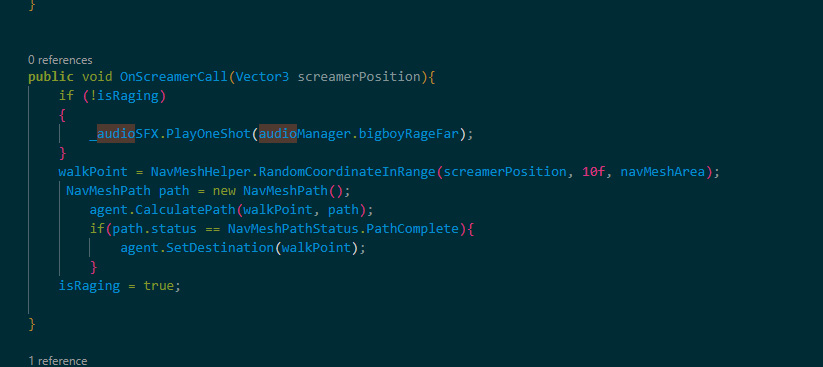 }
0 references
public void OnScreamerCall(Vector3 screamerPosition){
if (!isRaging)
{
_audioSFX.PlayOneShot(audioManager.bigboyRageFar);
}
walkPoint = NavMeshHelper.RandomCoordinateInRange(screamerPosition, 10f, navMeshArea);
NavMeshPath path = new NavMeshPath();
agent.CalculatePath(walkPoint, path);
if(path.status == NavMeshPathStatus.PathComplete){
agent.SetDestination(walkPoint);
}
isRaging = true;
}
1 reference